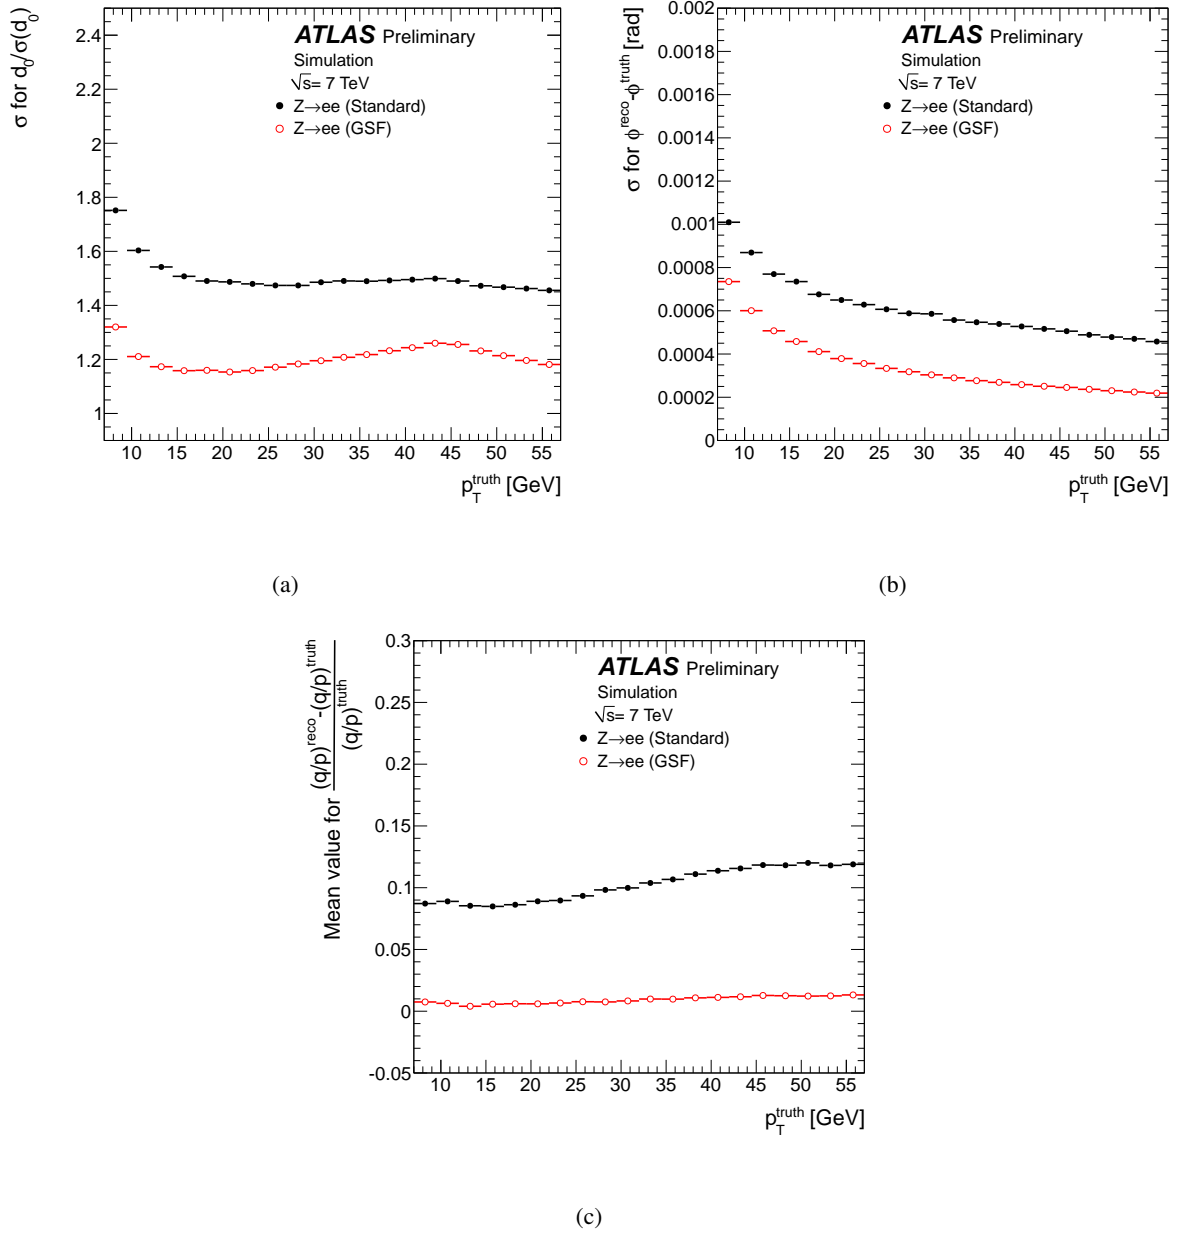 σ for d₀/σ(d₀)
2.4
2.2
2
1.8
1.6
1.4
1.2
1
ATLAS Preliminary
Simulation
√s= 7 TeV
Z→ee (Standard)
Z→ee (GSF)
10 15 20 25 30 35 40 45 50 55
p_T^truth [GeV]
(a)
σ for ϕ^reco-ϕ^truth [rad]
0.002
0.0018
0.0016
0.0014
0.0012
0.001
0.0008
0.0006
0.0004
0.0002
0
ATLAS Preliminary
Simulation
√s= 7 TeV
Z→ee (Standard)
Z→ee (GSF)
10 15 20 25 30 35 40 45 50 55
p_T^truth [GeV]
(b)
Mean value for (q/p)^reco-(q/p)^truth
(q/p)^truth
0.3
0.25
0.2
0.15
0.1
0.05
0
-0.05
ATLAS Preliminary
Simulation
√s= 7 TeV
Z→ee (Standard)
Z→ee (GSF)
10 15 20 25 30 35 40 45 50 55
p_T^truth [GeV]
(c)